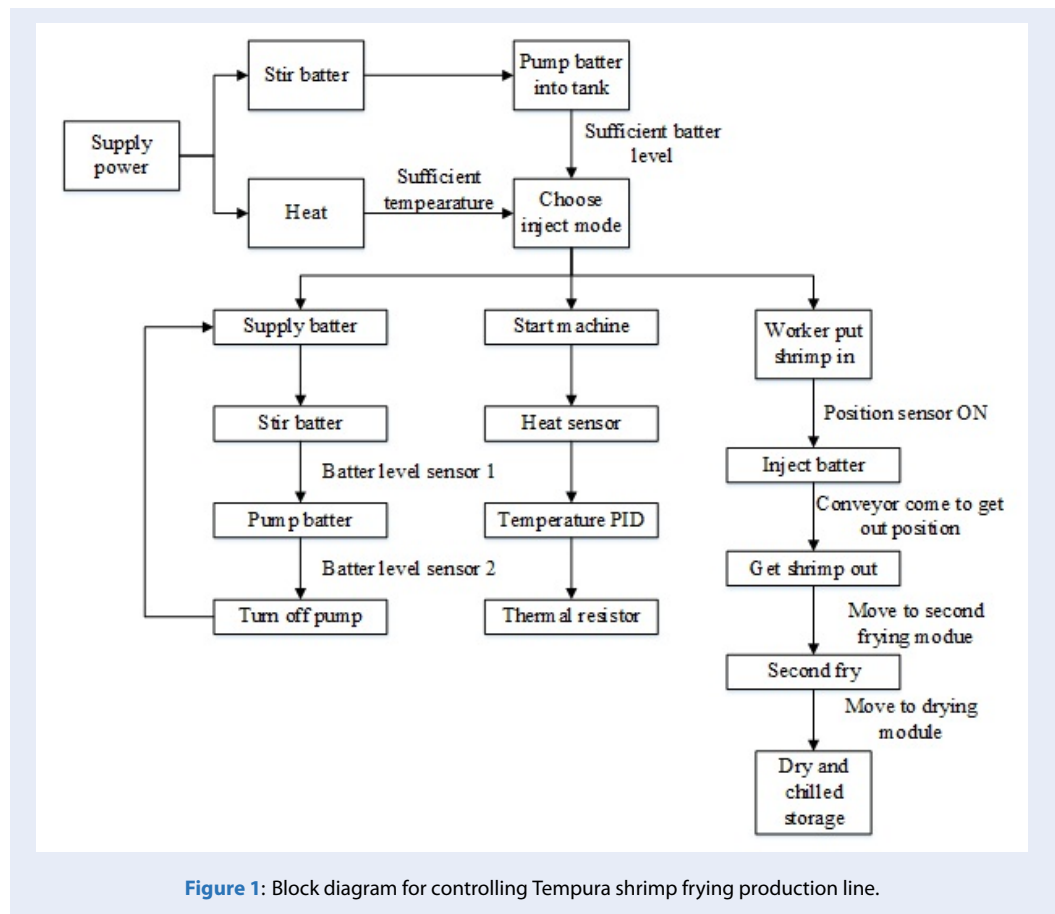 Stir batter
Pump batter
into tank
Supply
power
Sufficient batter
level
Heat
Sufficient
tempearature
Choose
inject mode
Supply batter
Stir batter
Batter level sensor 1
Pump batter
Batter level sensor 2
Turn off pump
Start machine
Heat sensor
Temperature PID
Thermal resistor
Worker put
shrimp in
Position sensor ON
Inject batter
Conveyor come to get
out position
Get shrimp out
Move to second
frying modue
Second fry
Move to drying
module
Dry and
chilled
storage
Figure 1: Block diagram for controlling Tempura shrimp frying production line.